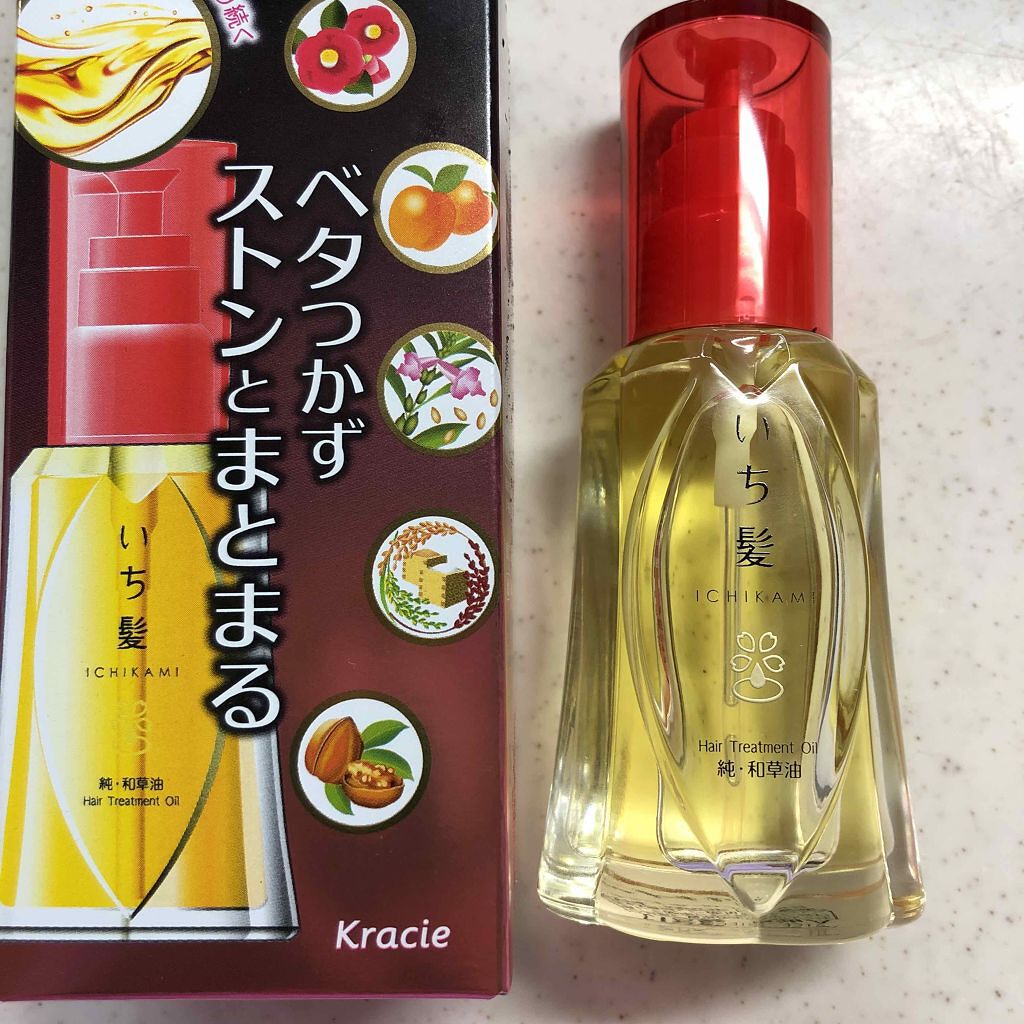 ベタつかず
ストンとまとまる
いち髪
ICHIKAMI
純・和草油
Hair Treatment Oil
Kracie
いち髪
ICHIKAMI
Hair Treatment Oil
純・和草油